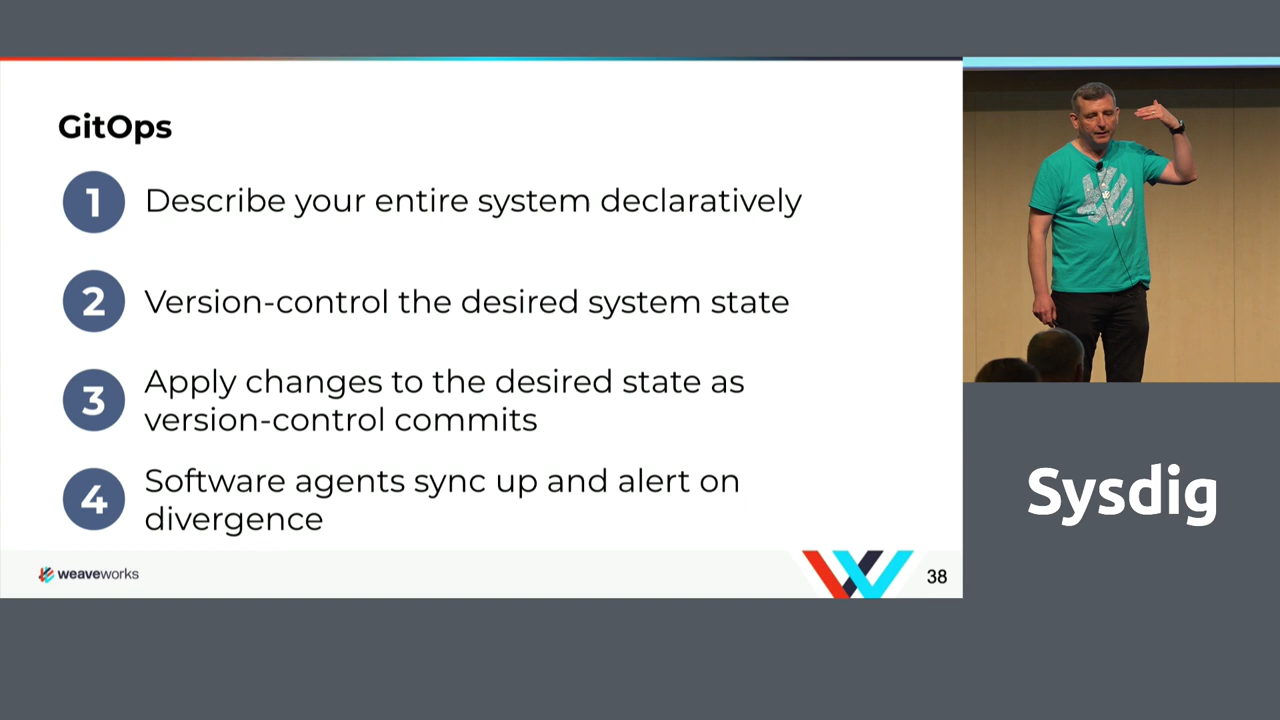 GitOps
1 Describe your entire system declaratively
2 Version-control the desired system state
3 Apply changes to the desired state as
version-control commits
4 Software agents sync up and alert on
divergence
weaveworks
38
Sysdig